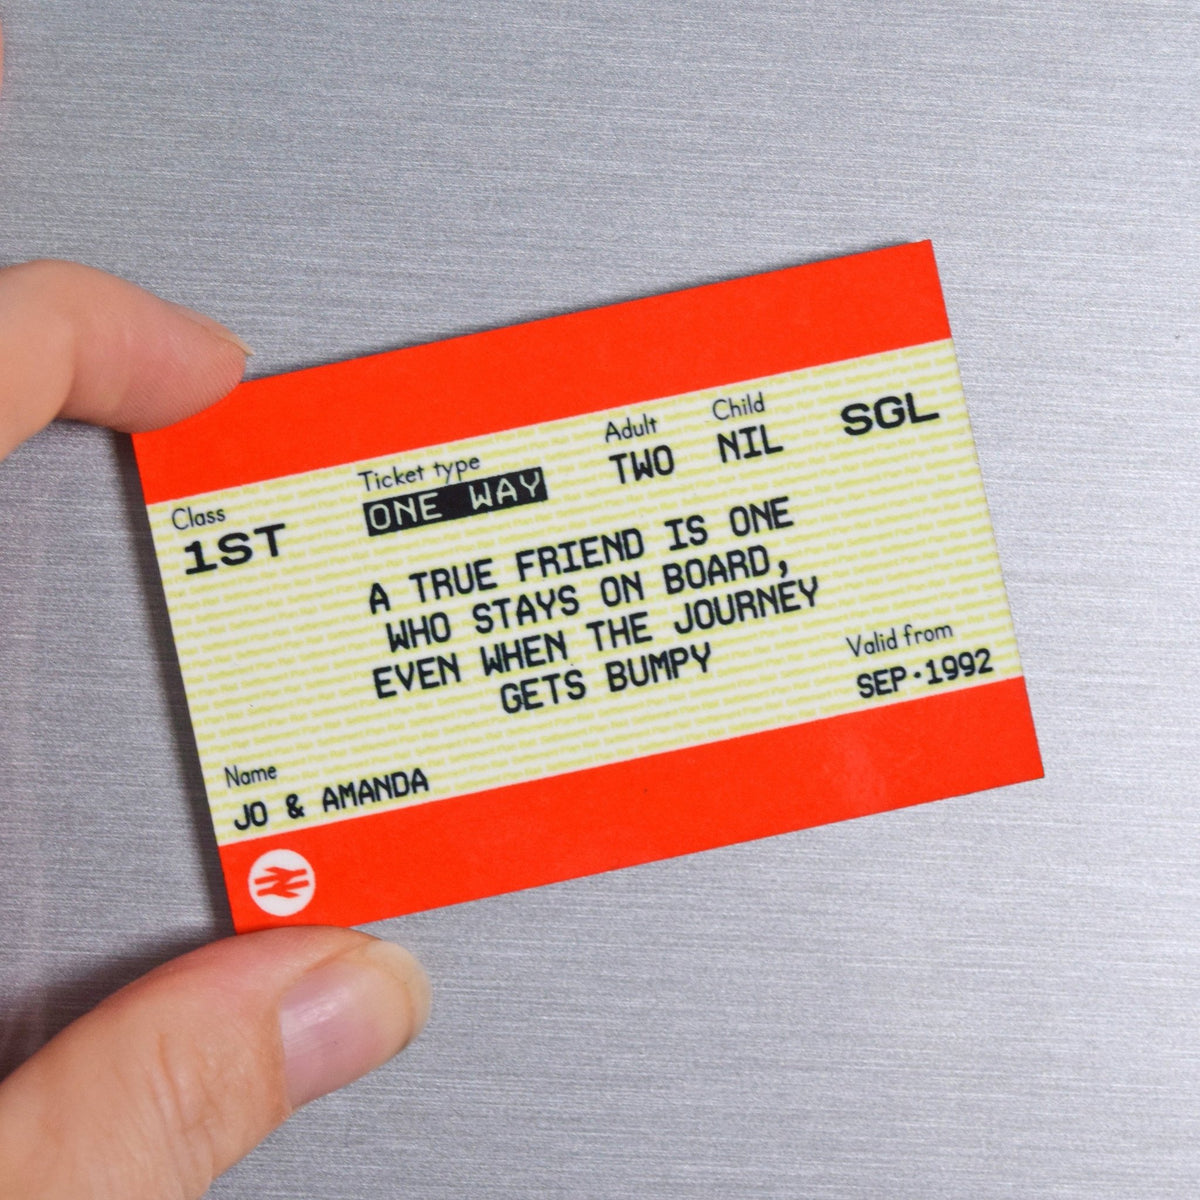 Class
1ST
Ticket type
ONE WAY
Adult
TWO
Child
NIL
SGL
A TRUE FRIEND IS ONE
WHO STAYS ON BOARD,
EVEN WHEN THE JOURNEY
GETS BUMPY
Valid from
SEP·1992
Name
JO & AMANDA